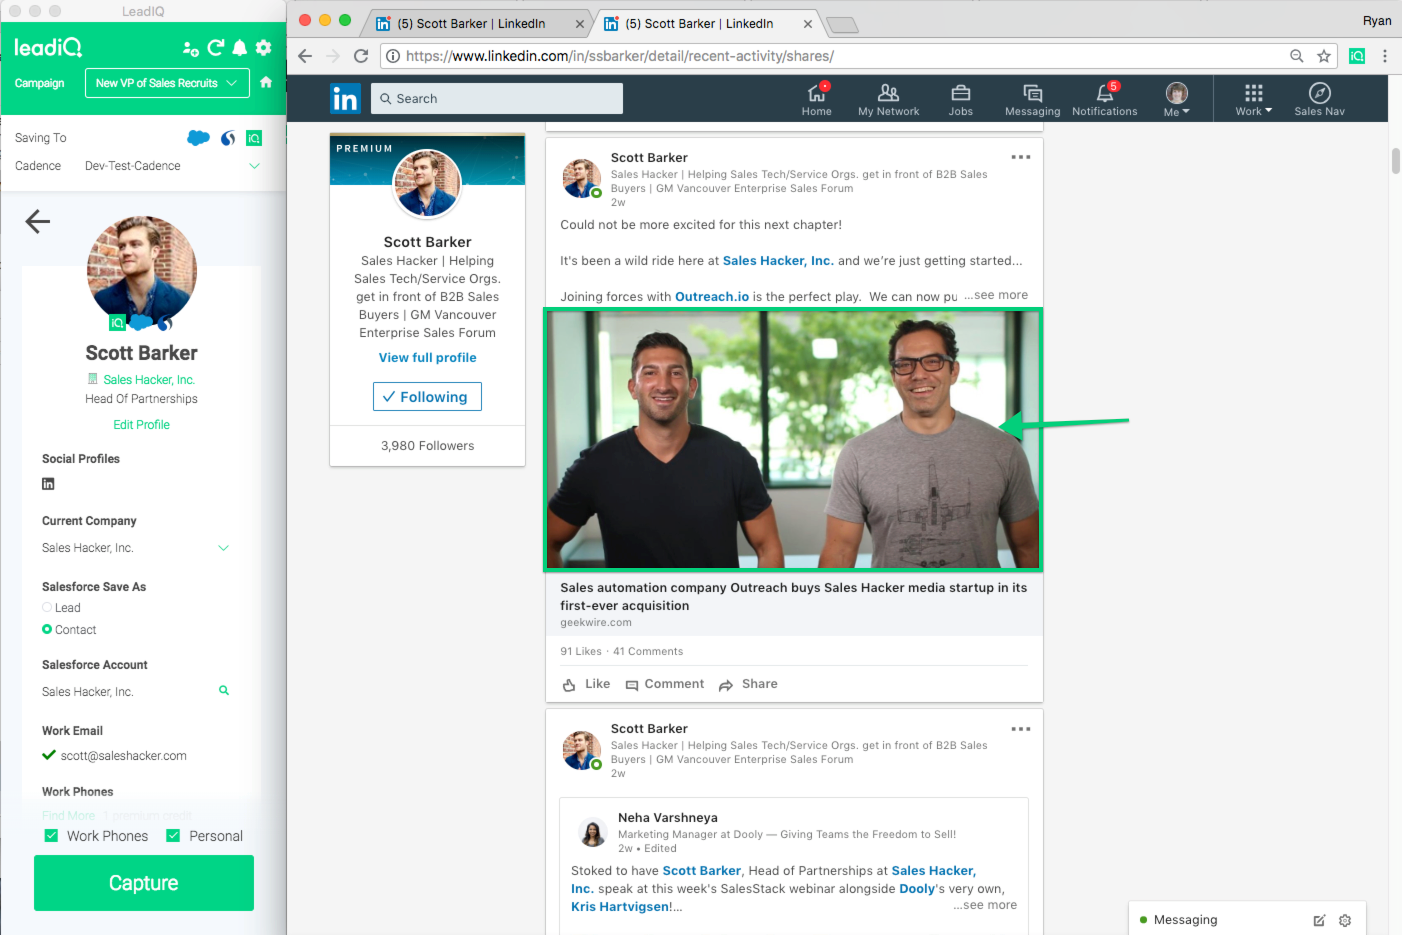 LeadIQ
leadiQ
Campaign
New VP of Sales Recruits
Saving To
iQ
Cadence
Dev-Test-Cadence
iQ
Scott Barker
Sales Hacker, Inc.
Head Of Partnerships
Edit Profile
Social Profiles
in
Current Company
Sales Hacker, Inc.
Salesforce Save As
Lead
Contact
Salesforce Account
Sales Hacker, Inc.
Work Email
scott@saleshacker.com
Work Phones
Find More 1 premium credit
Work Phones
Personal
Capture
(5) Scott Barker | LinkedIn
(5) Scott Barker | LinkedIn
Ryan
https://www.linkedin.com/in/ssbarker/detail/recent-activity/shares/
iQ
in
Search
Home
My Network
Jobs
Messaging
5
Notifications
Me
Work
Sales Nav
PREMIUM
Scott Barker
Sales Hacker | Helping
Sales Tech/Service Orgs.
get in front of B2B Sales
Buyers | GM Vancouver
Enterprise Sales Forum
View full profile
Following
3,980 Followers
Scott Barker
Sales Hacker | Helping Sales Tech/Service Orgs. get in front of B2B Sales
Buyers | GM Vancouver Enterprise Sales Forum
2w
Could not be more excited for this next chapter!
It's been a wild ride here at Sales Hacker, Inc. and we're just getting started...
Joining forces with Outreach.io is the perfect play. We can now pu ...see more
Sales automation company Outreach buys Sales Hacker media startup in its
first-ever acquisition
geekwire.com
91 Likes · 41 Comments
Like
Comment
Share
Scott Barker
Sales Hacker | Helping Sales Tech/Service Orgs. get in front of B2B Sales
Buyers | GM Vancouver Enterprise Sales Forum
2w
Neha Varshneya
Marketing Manager at Dooly — Giving Teams the Freedom to Sell!
2w • Edited
Stoked to have Scott Barker, Head of Partnerships at Sales Hacker,
Inc. speak at this week's SalesStack webinar alongside Dooly's very own,
Kris Hartvigsen!... ...see more
Messaging